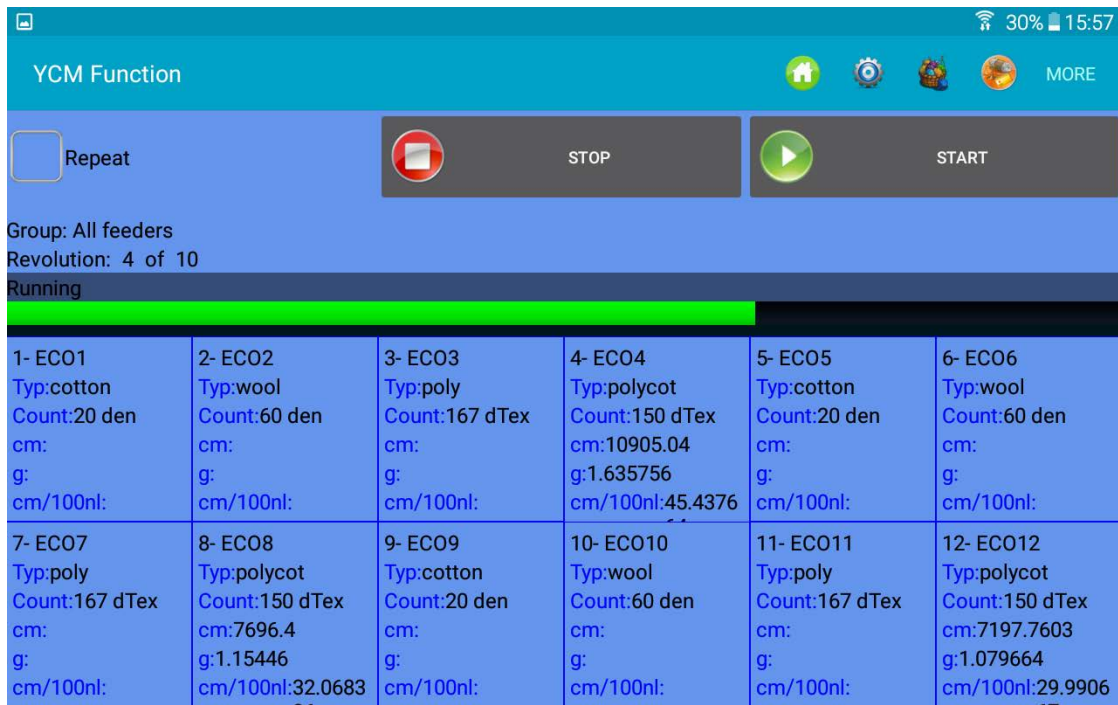 30% 15:57
YCM Function
MORE
Repeat
STOP
START
Group: All feeders
Revolution: 4 of 10
Running
1- ECO1
Typ:cotton
Count:20 den
cm:
g:
cm/100nl:
2- ECO2
Typ:wool
Count:60 den
cm:
g:
cm/100nl:
3- ECO3
Typ:poly
Count:167 dTex
cm:
g:
cm/100nl:
4- ECO4
Typ:polycot
Count:150 dTex
cm:10905.04
g:1.635756
cm/100nl:45.4376
5- ECO5
Typ:cotton
Count:20 den
cm:
g:
cm/100nl:
6- ECO6
Typ:wool
Count:60 den
cm:
g:
cm/100nl:
7- ECO7
Typ:poly
Count:167 dTex
cm:
g:
cm/100nl:
8- ECO8
Typ:polycot
Count:150 dTex
cm:7696.4
g:1.15446
cm/100nl:32.0683
9- ECO9
Typ:cotton
Count:20 den
cm:
g:
cm/100nl:
10- ECO10
Typ:wool
Count:60 den
cm:
g:
cm/100nl:
11- ECO11
Typ:poly
Count:167 dTex
cm:
g:
cm/100nl:
12- ECO12
Typ:polycot
Count:150 dTex
cm:7197.7603
g:1.079664
cm/100nl:29.9906